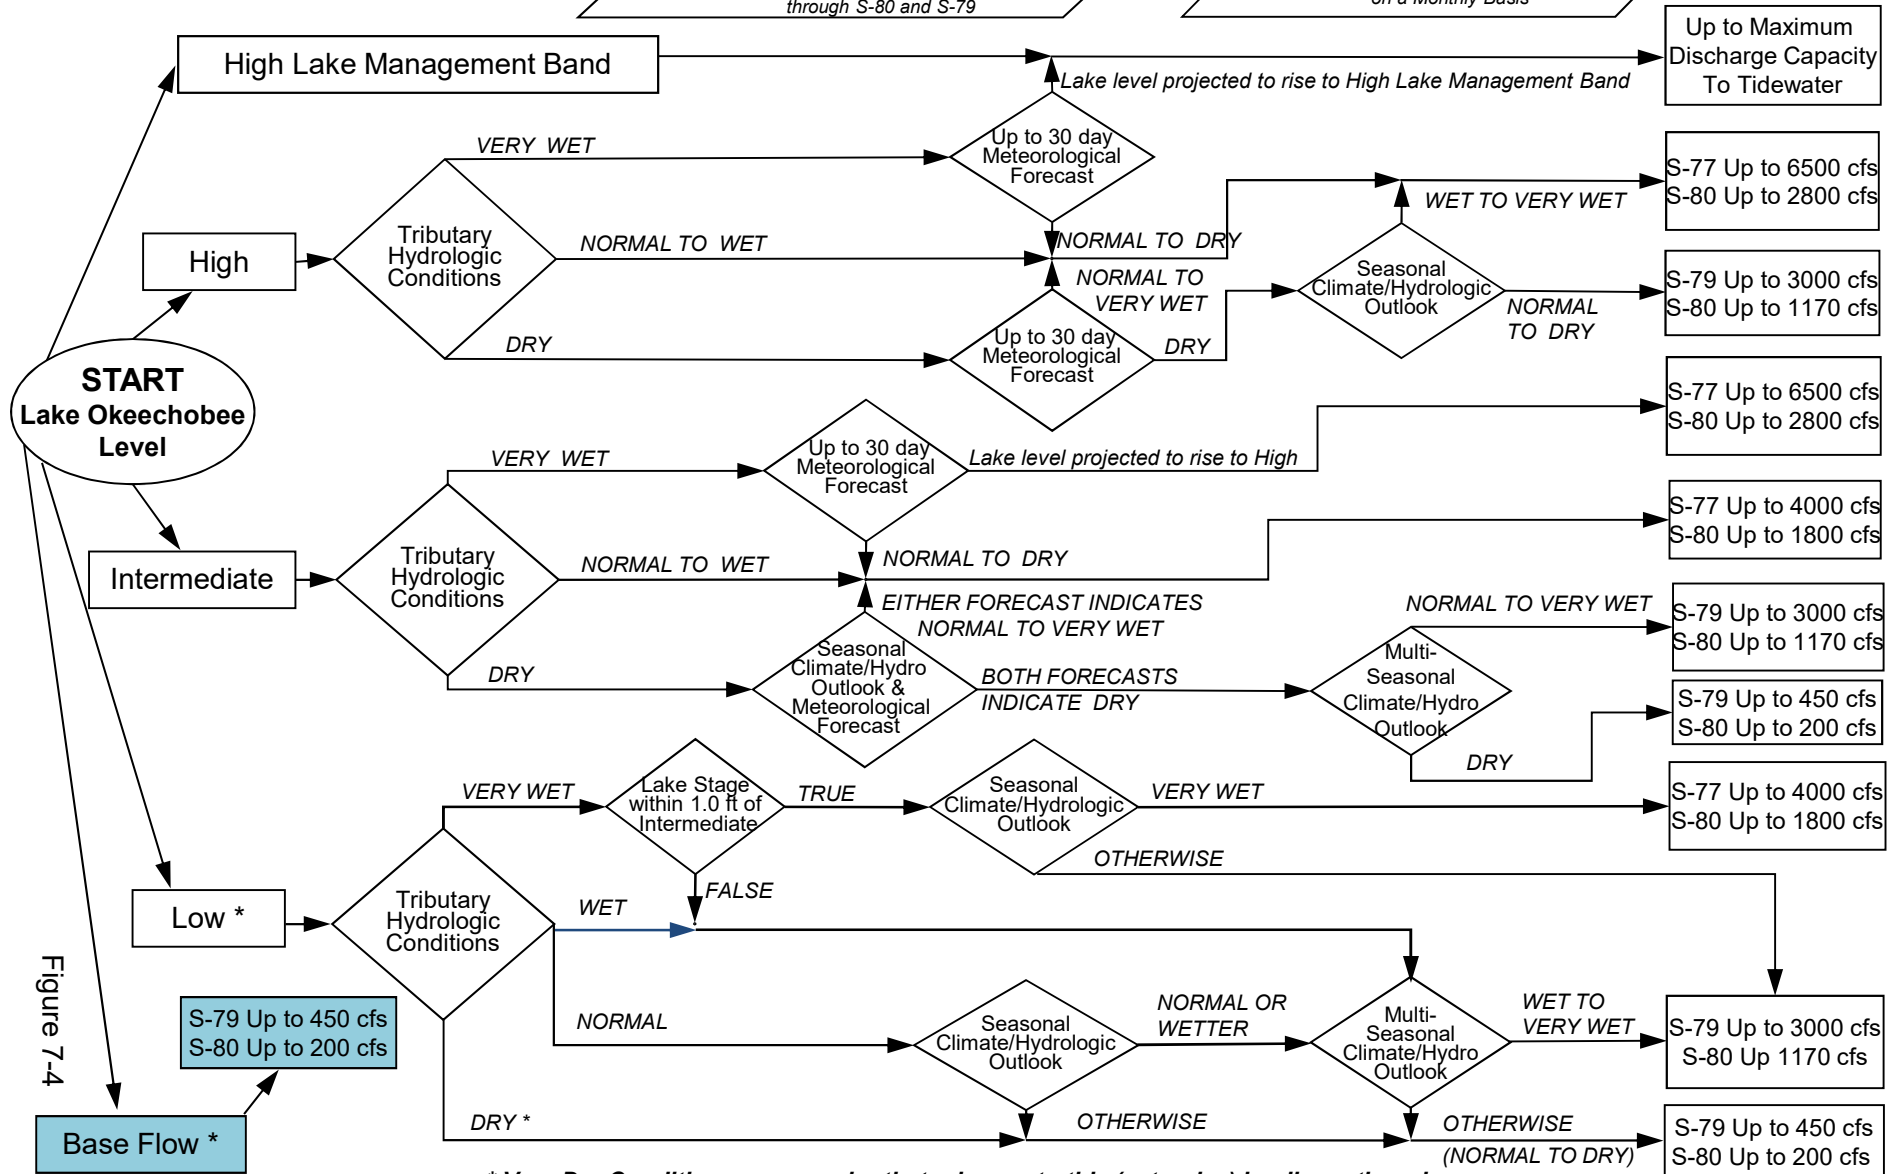 through S-80 and S-79
on a Monthly Basis
Up to Maximum
Discharge Capacity
To Tidewater
High Lake Management Band
Lake level projected to rise to High Lake Management Band
VERY WET
Up to 30 day
Meteorological
Forecast
S-77 Up to 6500 cfs
S-80 Up to 2800 cfs
WET TO VERY WET
High
Tributary
Hydrologic
Conditions
NORMAL TO WET
NORMAL TO DRY
NORMAL TO
VERY WET
Seasonal
Climate/Hydrologic
Outlook
NORMAL
TO DRY
S-79 Up to 3000 cfs
S-80 Up to 1170 cfs
DRY
Up to 30 day
Meteorological
Forecast
DRY
START
Lake Okeechobee
Level
S-77 Up to 6500 cfs
S-80 Up to 2800 cfs
VERY WET
Up to 30 day
Meteorological
Forecast
Lake level projected to rise to High
S-77 Up to 4000 cfs
S-80 Up to 1800 cfs
Intermediate
Tributary
Hydrologic
Conditions
NORMAL TO WET
NORMAL TO DRY
EITHER FORECAST INDICATES
NORMAL TO VERY WET
NORMAL TO VERY WET
S-79 Up to 3000 cfs
S-80 Up to 1170 cfs
DRY
Seasonal
Climate/Hydro
Outlook &
Meteorological
Forecast
BOTH FORECASTS
INDICATE DRY
Multi-
Seasonal
Climate/Hydro
Outlook
DRY
S-79 Up to 450 cfs
S-80 Up to 200 cfs
VERY WET
Lake Stage
within 1.0 ft of
Intermediate
TRUE
Seasonal
Climate/Hydrologic
Outlook
VERY WET
S-77 Up to 4000 cfs
S-80 Up to 1800 cfs
OTHERWISE
FALSE
Low *
Tributary
Hydrologic
Conditions
WET
NORMAL
Seasonal
Climate/Hydrologic
Outlook
NORMAL OR
WETTER
Multi-
Seasonal
Climate/Hydro
Outlook
WET TO
VERY WET
S-79 Up to 3000 cfs
S-80 Up 1170 cfs
Figure 7-4
S-79 Up to 450 cfs
S-80 Up to 200 cfs
Base Flow *
DRY *
OTHERWISE
OTHERWISE
(NORMAL TO DRY)
S-79 Up to 450 cfs
S-80 Up to 200 cfs